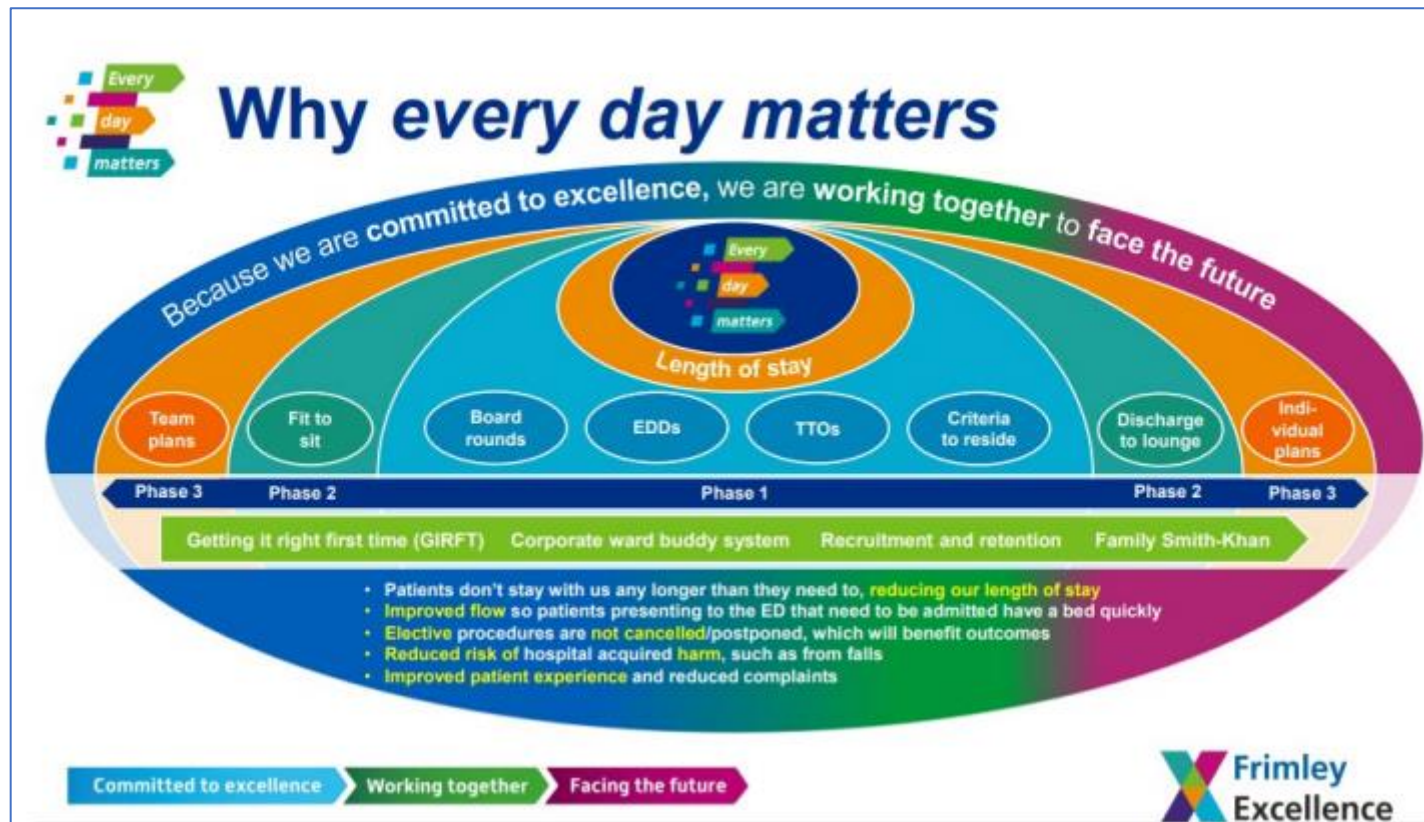 Every
day
matters
Why every day matters
Because we are committed to excellence, we are working together to face the future
Every
day
matters
Length of stay
Team
plans
Fit to
sit
Board
rounds
EDDs
TTOs
Criteria
to reside
Discharge
to lounge
Indi-
vidual
plans
Phase 3
Phase 2
Phase 1
Phase 2
Phase 3
Getting it right first time (GIRFT)
Corporate ward buddy system
Recruitment and retention
Family Smith-Khan
• Patients don't stay with us any longer than they need to, reducing our length of stay
• Improved flow so patients presenting to the ED that need to be admitted have a bed quickly
• Elective procedures are not cancelled/postponed, which will benefit outcomes
• Reduced risk of hospital acquired harm, such as from falls
• Improved patient experience and reduced complaints
Committed to excellence
Working together
Facing the future
Frimley
Excellence